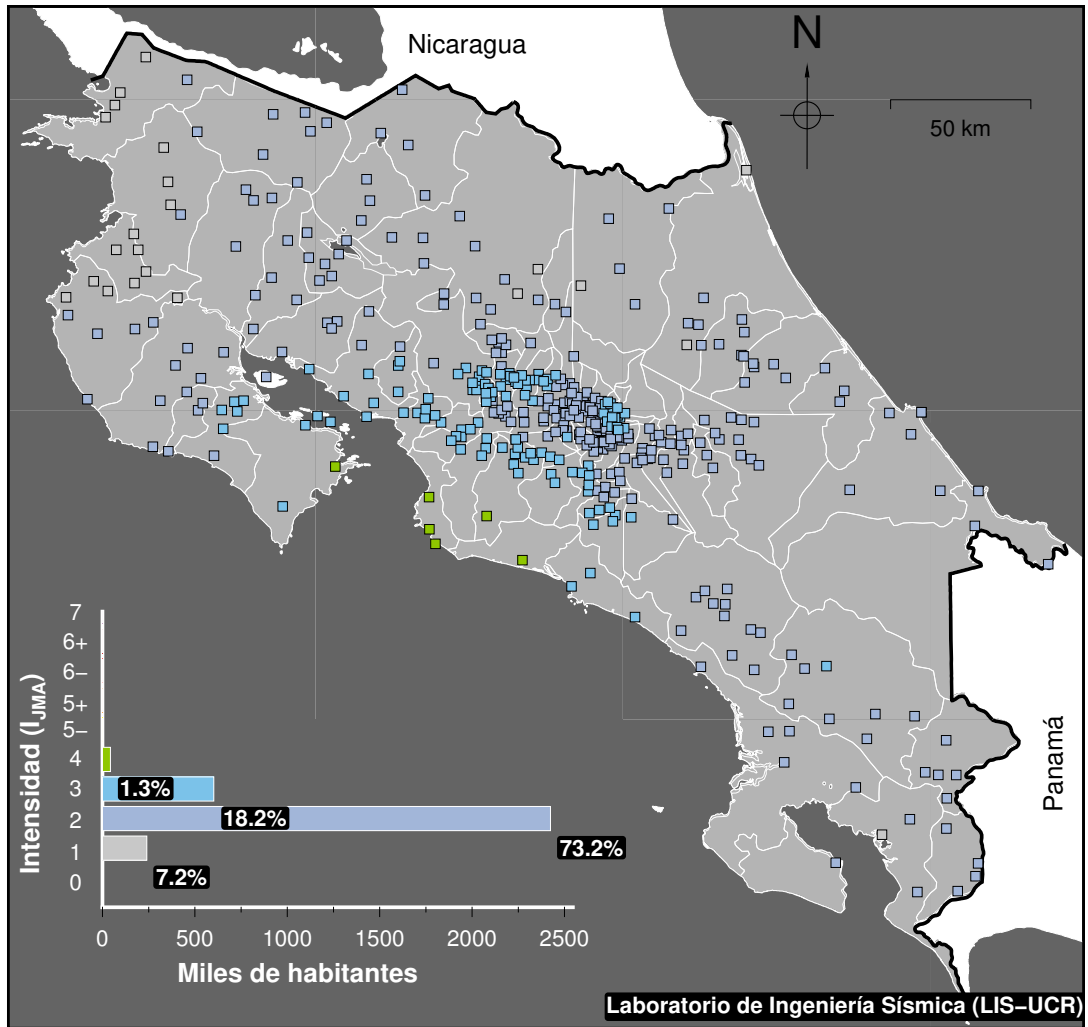 Nicaragua
N
50 km
Panamá
Intensidad (I_JMA)
7
6+
6−
5+
5−
4
3
2
1
0
1.3%
18.2%
73.2%
7.2%
0 500 1000 1500 2000 2500
Miles de habitantes
Laboratorio de Ingeniería Sísmica (LIS−UCR)